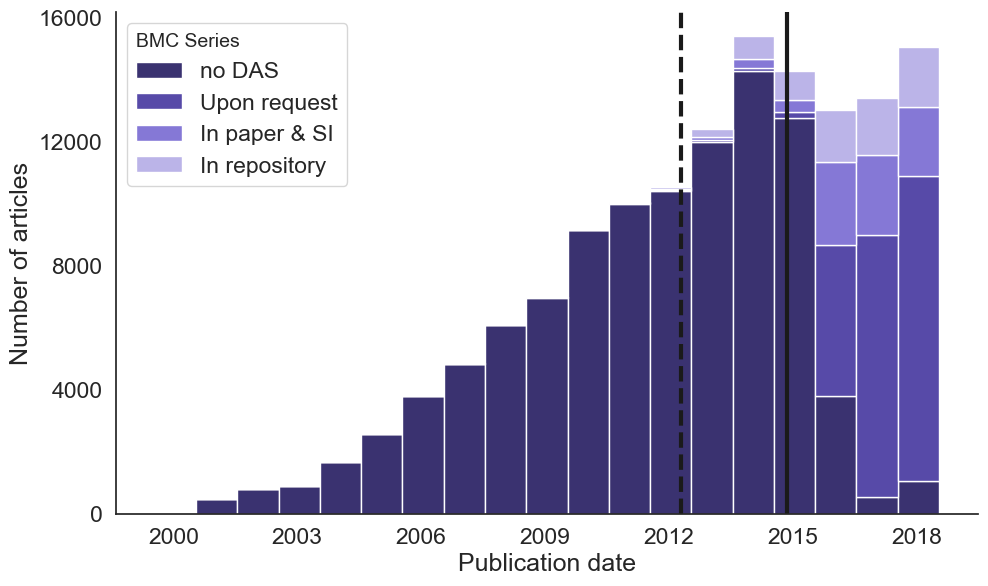 BMC Series
no DAS
Upon request
In paper & SI
In repository
Number of articles
16000
12000
8000
4000
0
2000 2003 2006 2009 2012 2015 2018
Publication date